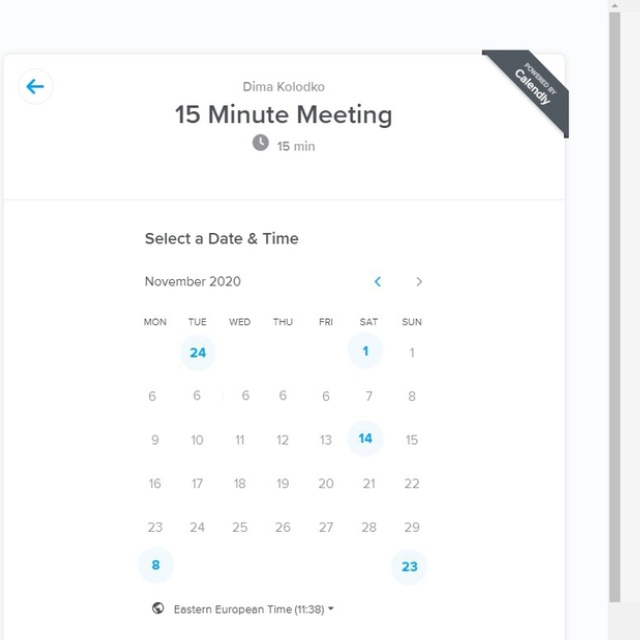 POWERED BY
Calendly
Dima Kolodko
15 Minute Meeting
15 min
Select a Date & Time
November 2020
MON TUE WED THU FRI SAT SUN
24 1 1
6 6 6 6 6 7 8
9 10 11 12 13 14 15
16 17 18 19 20 21 22
23 24 25 26 27 28 29
8 23
Eastern European Time (11:38)